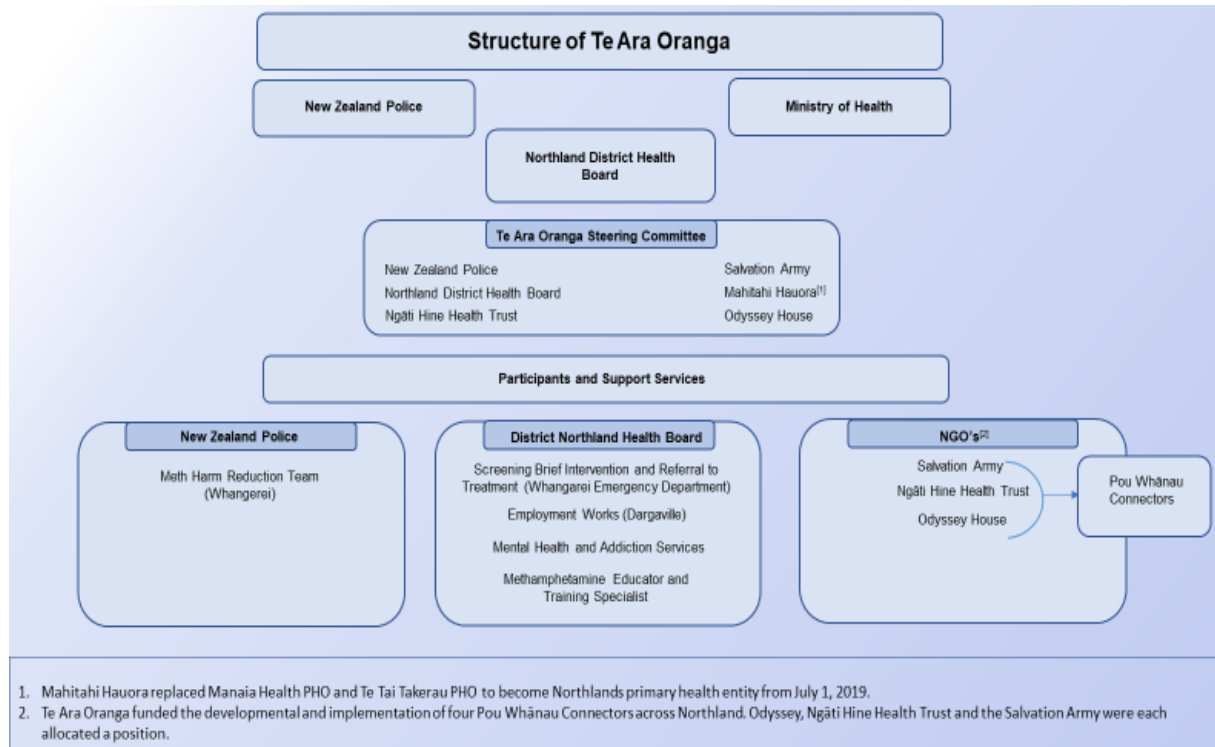 Structure of Te Ara Oranga
New Zealand Police
Ministry of Health
Northland District Health
Board
Te Ara Oranga Steering Committee
New Zealand Police
Northland District Health Board
Ngāti Hine Health Trust
Salvation Army
Mahitahi Hauora[1]
Odyssey House
Participants and Support Services
New Zealand Police
Meth Harm Reduction Team
(Whangerei)
District Northland Health Board
Screening Brief Intervention and Referral to
Treatment (Whangarei Emergency Department)
Employment Works (Dargaville)
Mental Health and Addiction Services
Methamphetamine Educator and
Training Specialist
NGO's[2]
Salvation Army
Ngāti Hine Health Trust
Odyssey House
Pou Whānau
Connectors
1. Mahitahi Hauora replaced Manaia Health PHO and Te Tai Takerau PHO to become Northlands primary health entity from July 1, 2019.
2. Te Ara Oranga funded the developmental and implementation of four Pou Whānau Connectors across Northland. Odyssey, Ngāti Hine Health Trust and the Salvation Army were each
allocated a position.